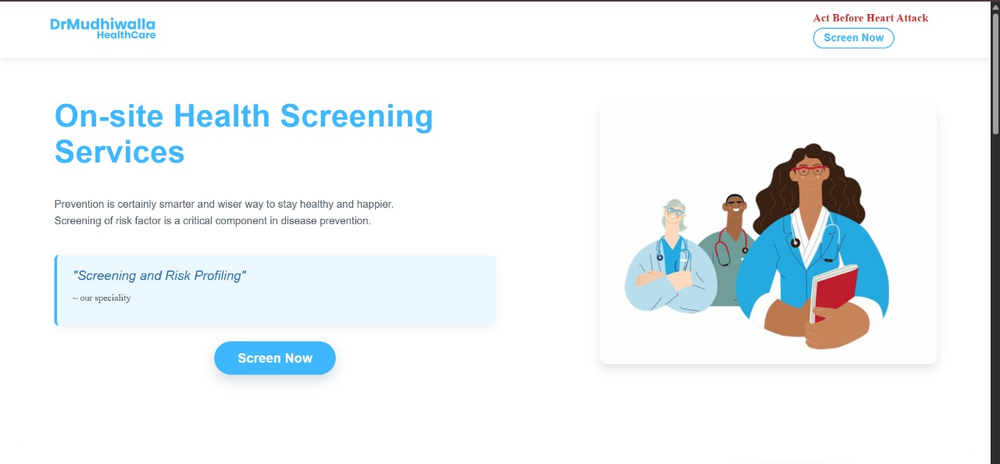 DrMudhiwalla
HealthCare
Act Before Heart Attack
Screen Now
On-site Health Screening
Services
Prevention is certainly smarter and wiser way to stay healthy and happier.
Screening of risk factor is a critical component in disease prevention.
"Screening and Risk Profiling"
~ our speciality
Screen Now